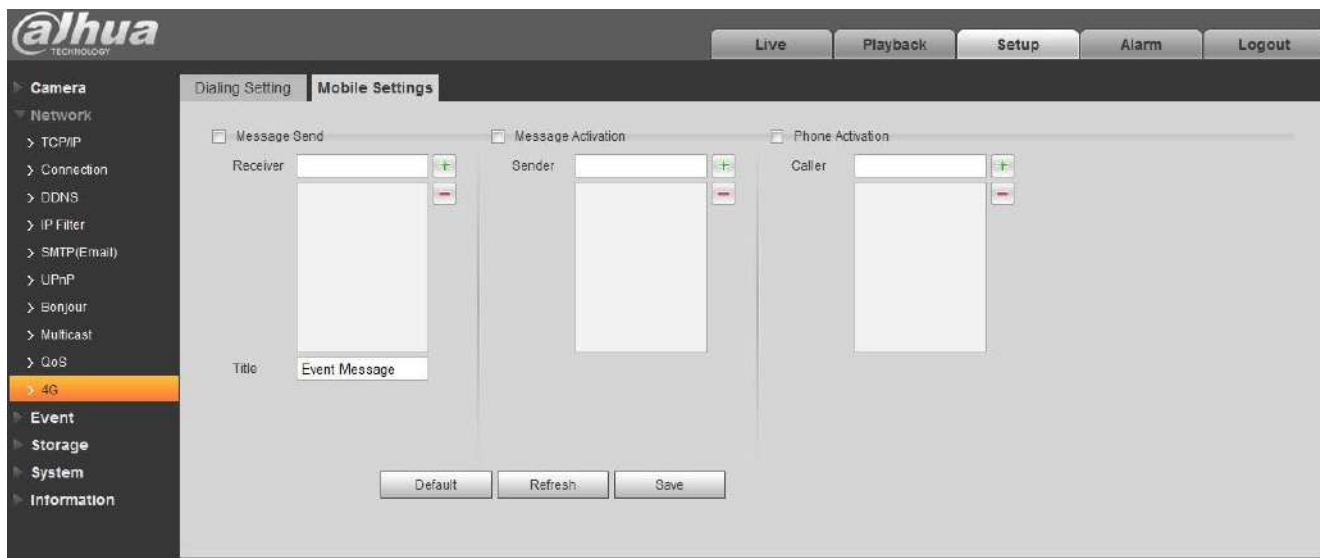 alhua
TECHNOLOGY
Live Playback Setup Alarm Logout
Camera
Network
TCP/IP
Connection
DDNS
IP Filter
SMTP(Email)
UPnP
Bonjour
Multicast
QoS
4G
Event
Storage
System
Information
Dialing Setting Mobile Settings
Message Send Message Activation Phone Activation
Receiver Sender Caller
Title Event Message
Default Refresh Save